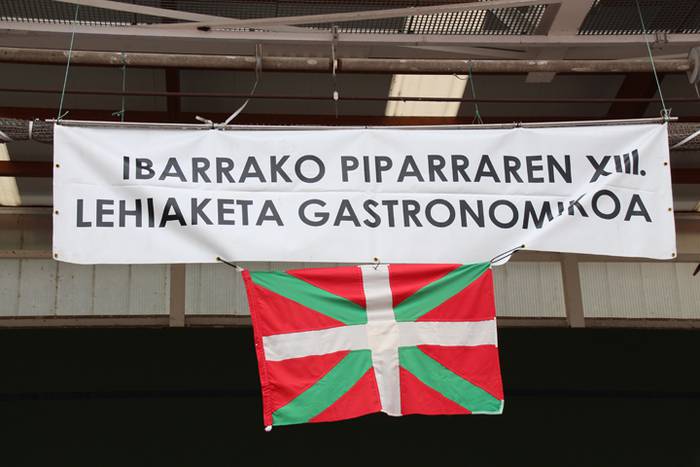 IBARRAKO PIPARRAREN XIII.
LEHIAKETA GASTRONOMIKOA